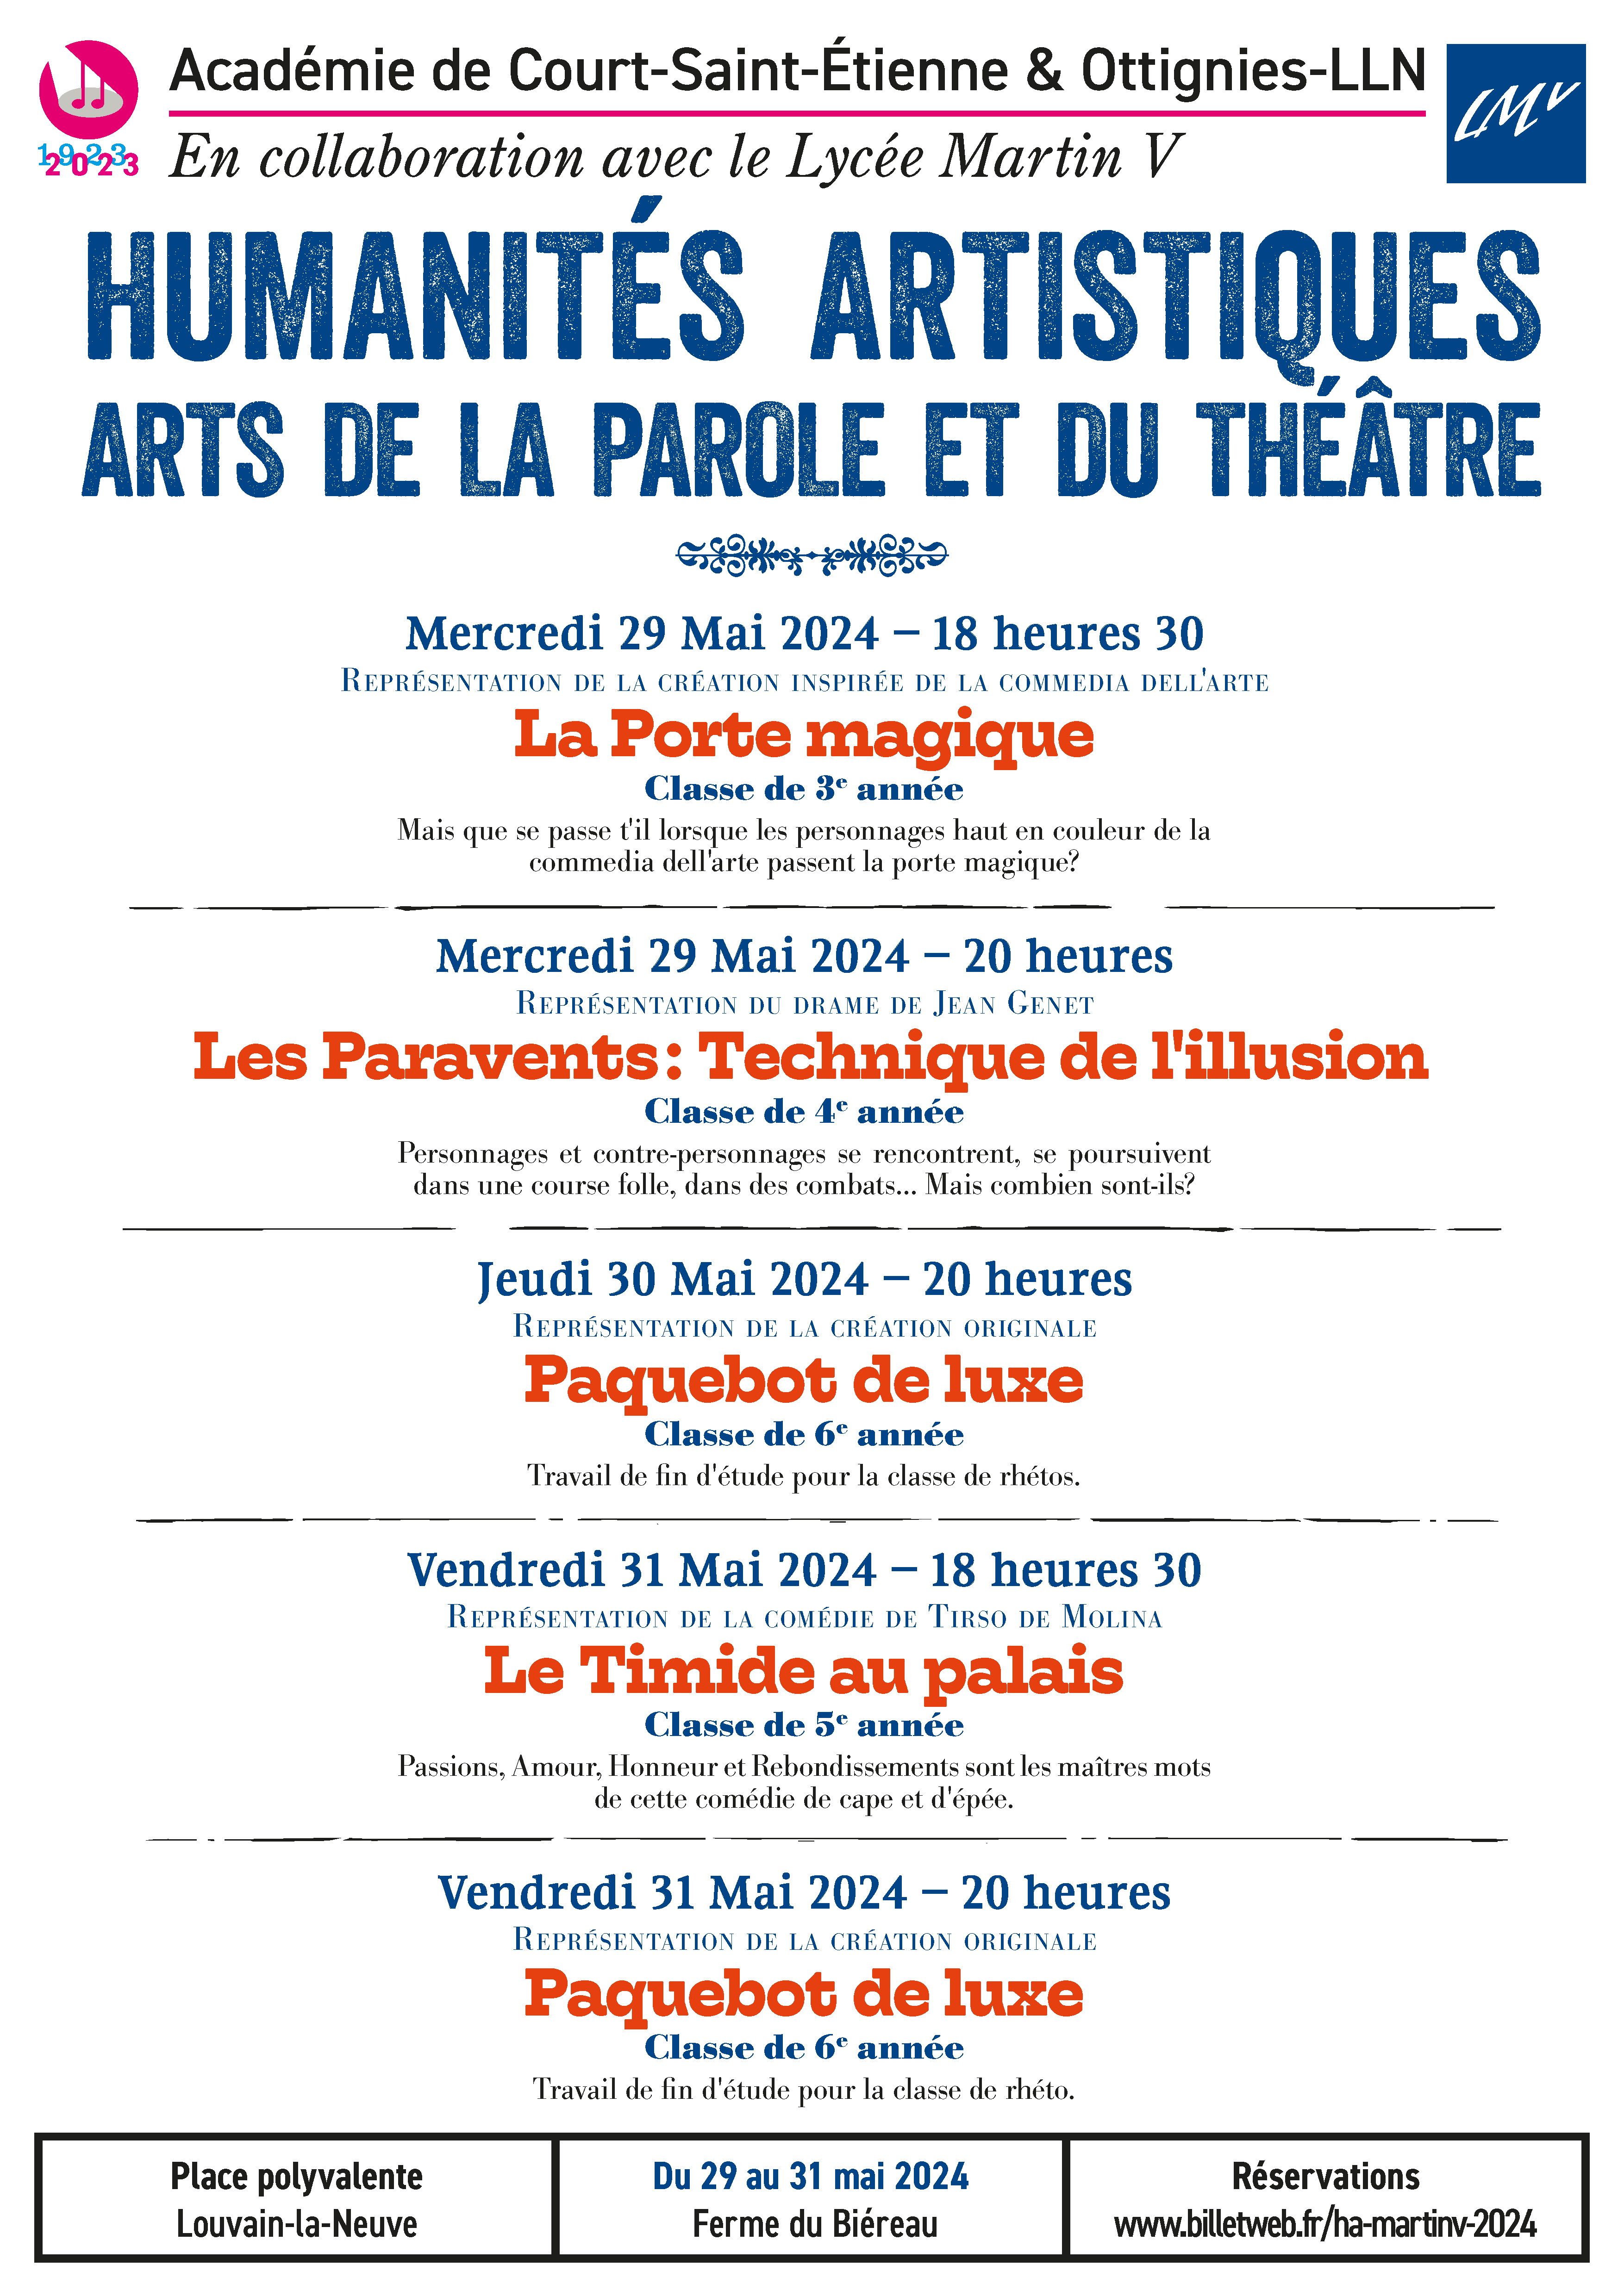 Académie de Court-Saint-Étienne & Ottignies-LLN
En collaboration avec le Lycée Martin V
LMV
1923
2023
HUMANITÉS ARTISTIQUES
ARTS DE LA PAROLE ET DU THÉÂTRE
Mercredi 29 Mai 2024 – 18 heures 30
Représentation de la création inspirée de la commedia dell'arte
La Porte magique
Classe de 3e année
Mais que se passe t'il lorsque les personnages haut en couleur de la
commedia dell'arte passent la porte magique?
Mercredi 29 Mai 2024 – 20 heures
Représentation du drame de Jean Genet
Les Paravents : Technique de l'illusion
Classe de 4e année
Personnages et contre-personnages se rencontrent, se poursuivent
dans une course folle, dans des combats... Mais combien sont-ils?
Jeudi 30 Mai 2024 – 20 heures
Représentation de la création originale
Paquebot de luxe
Classe de 6e année
Travail de fin d'étude pour la classe de rhétos.
Vendredi 31 Mai 2024 – 18 heures 30
Représentation de la comédie de Tirso de Molina
Le Timide au palais
Classe de 5e année
Passions, Amour, Honneur et Rebondissements sont les maîtres mots
de cette comédie de cape et d'épée.
Vendredi 31 Mai 2024 – 20 heures
Représentation de la création originale
Paquebot de luxe
Classe de 6e année
Travail de fin d'étude pour la classe de rhéto.
Place polyvalente
Louvain-la-Neuve
Du 29 au 31 mai 2024
Ferme du Biéreau
Réservations
www.billetweb.fr/ha-martinv-2024